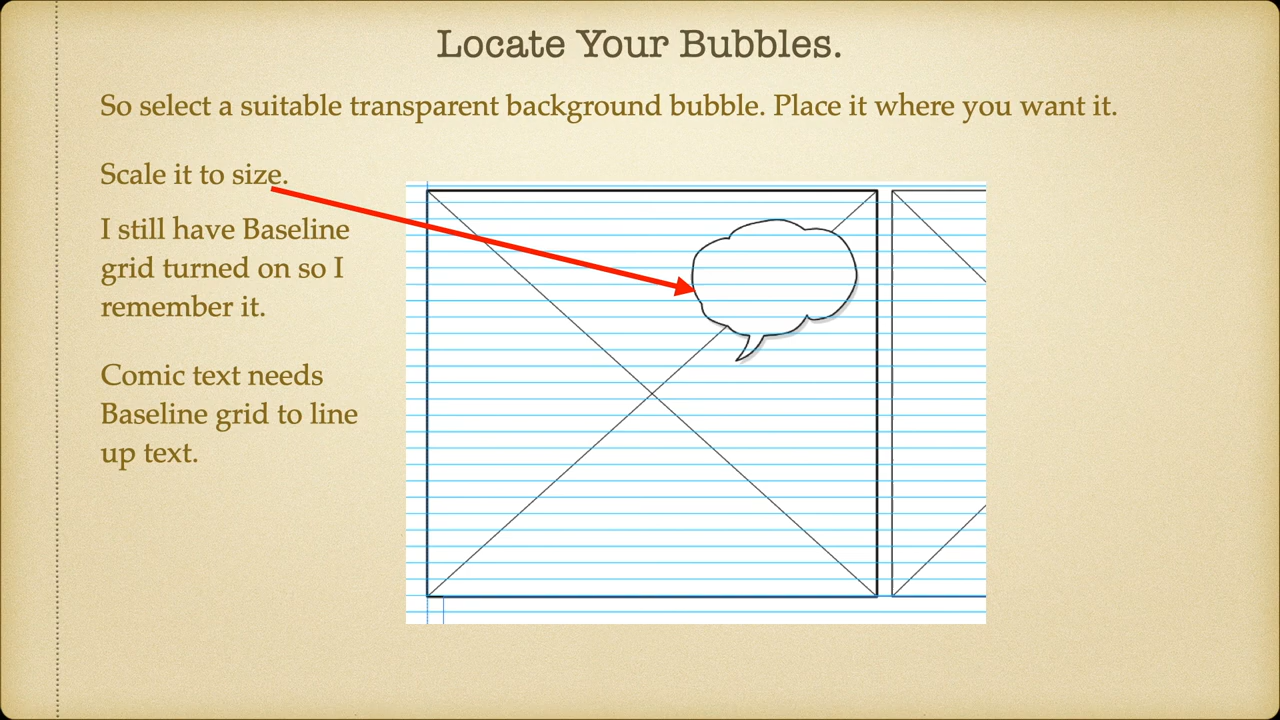 Locate Your Bubbles.
So select a suitable transparent background bubble. Place it where you want it.
Scale it to size.
I still have Baseline
grid turned on so I
remember it.
Comic text needs
Baseline grid to line
up text.